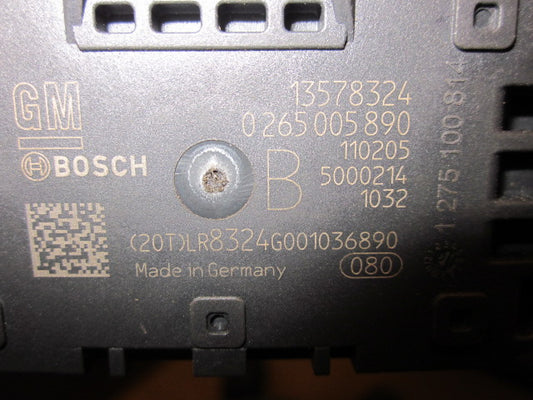 GM
BOSCH
13578324
0 265 005 890
110205
B
5000214
1032
(20T)LR8324G001036890
Made in Germany
080
1 275 100 814